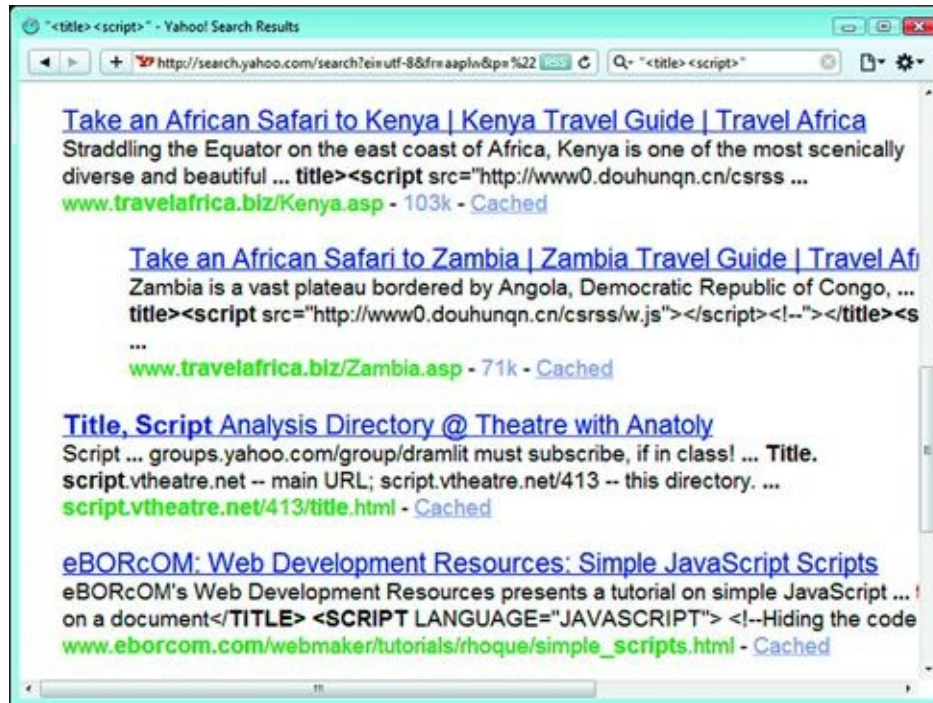 "<title><script>" - Yahoo! Search Results
http://search.yahoo.com/search?ei=utf-8&fr=aaplw&p=%22 RSS "<title><script>"
Take an African Safari to Kenya | Kenya Travel Guide | Travel Africa
Straddling the Equator on the east coast of Africa, Kenya is one of the most scenically
diverse and beautiful ... title><script src="http://www0.douhunqn.cn/csrss ...
www.travelafrica.biz/Kenya.asp - 103k - Cached
Take an African Safari to Zambia | Zambia Travel Guide | Travel Afr
Zambia is a vast plateau bordered by Angola, Democratic Republic of Congo, ...
title><script src="http://www0.douhunqn.cn/csrss/w.js"></script><!--"></title><s
...
www.travelafrica.biz/Zambia.asp - 71k - Cached
Title, Script Analysis Directory @ Theatre with Anatoly
Script ... groups.yahoo.com/group/dramlit must subscribe, if in class! ... Title.
script.vtheatre.net -- main URL; script.vtheatre.net/413 -- this directory. ...
script.vtheatre.net/413/title.html - Cached
eBORcOM: Web Development Resources: Simple JavaScript Scripts
eBORcOM's Web Development Resources presents a tutorial on simple JavaScript ...
on a document</TITLE> <SCRIPT LANGUAGE="JAVASCRIPT"> <!--Hiding the code
www.eborcom.com/webmaker/tutorials/rhoque/simple_scripts.html - Cached